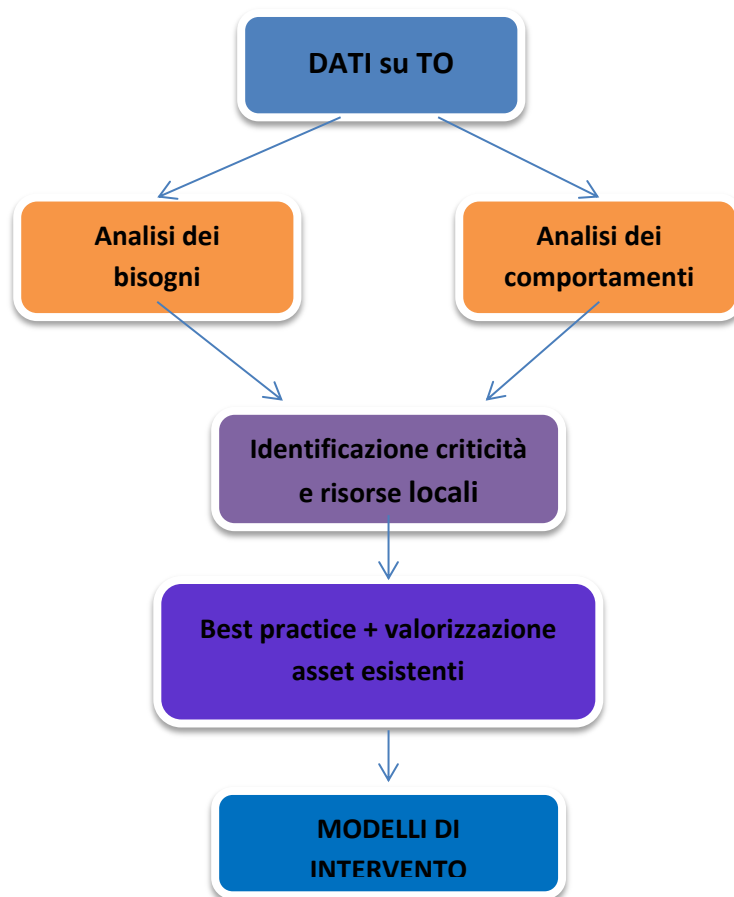 DATI su TO
Analisi dei
bisogni
Analisi dei
comportamenti
Identificazione criticità
e risorse locali
Best practice + valorizzazione
asset esistenti
MODELLI DI
INTERVENTO